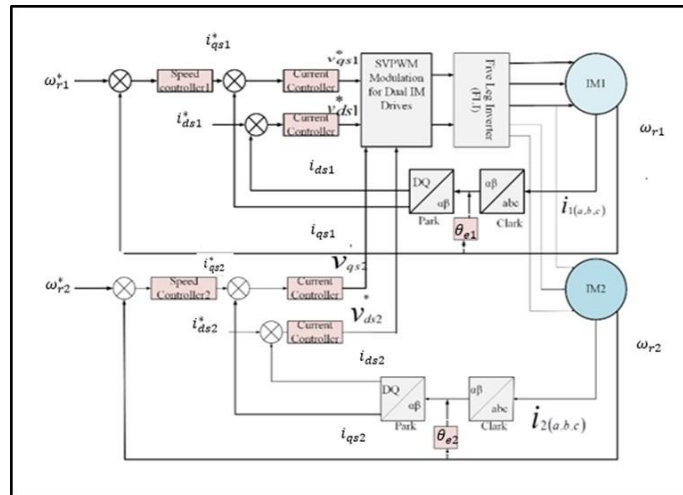 i*qs1
v*qs1
SVPWM
Modulation
for Dual IM
Drives
Five Leg Inverter
(FLI)
IM1
ω*r1
Speed
controller1
Current
Controller
v*ds1
i*ds1
Current
Controller
ωr1
ids1
DQ
αβ
αβ
abc
Park
Clark
i1(a,b,c)
iqs1
θe1
i*qs2
vqs2
ω*r2
Speed
Controller2
Current
Controller
IM2
v*ds2
i*ds2
Current
Controller
ωr2
ids2
DQ
αβ
αβ
abc
Park
Clark
i2(a,b,c)
iqs2
θe2